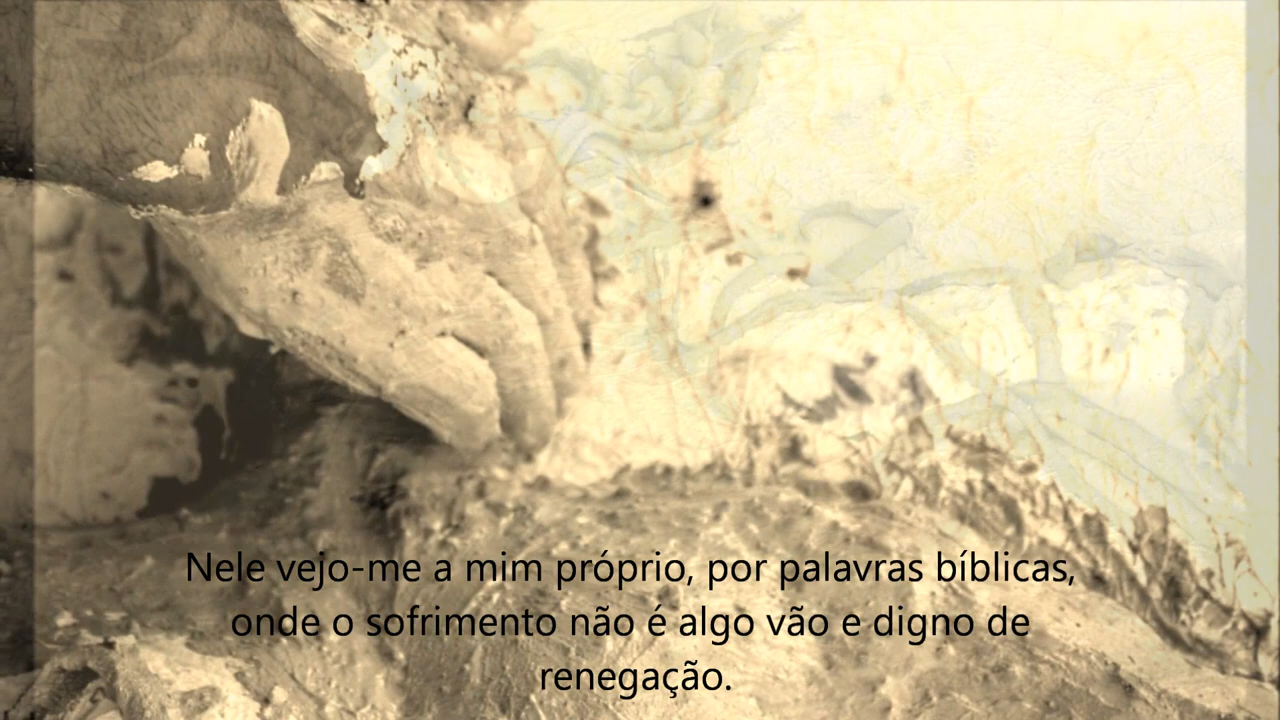 Nele vejo-me a mim próprio, por palavras bíblicas,
onde o sofrimento não é algo vão e digno de
renegação.